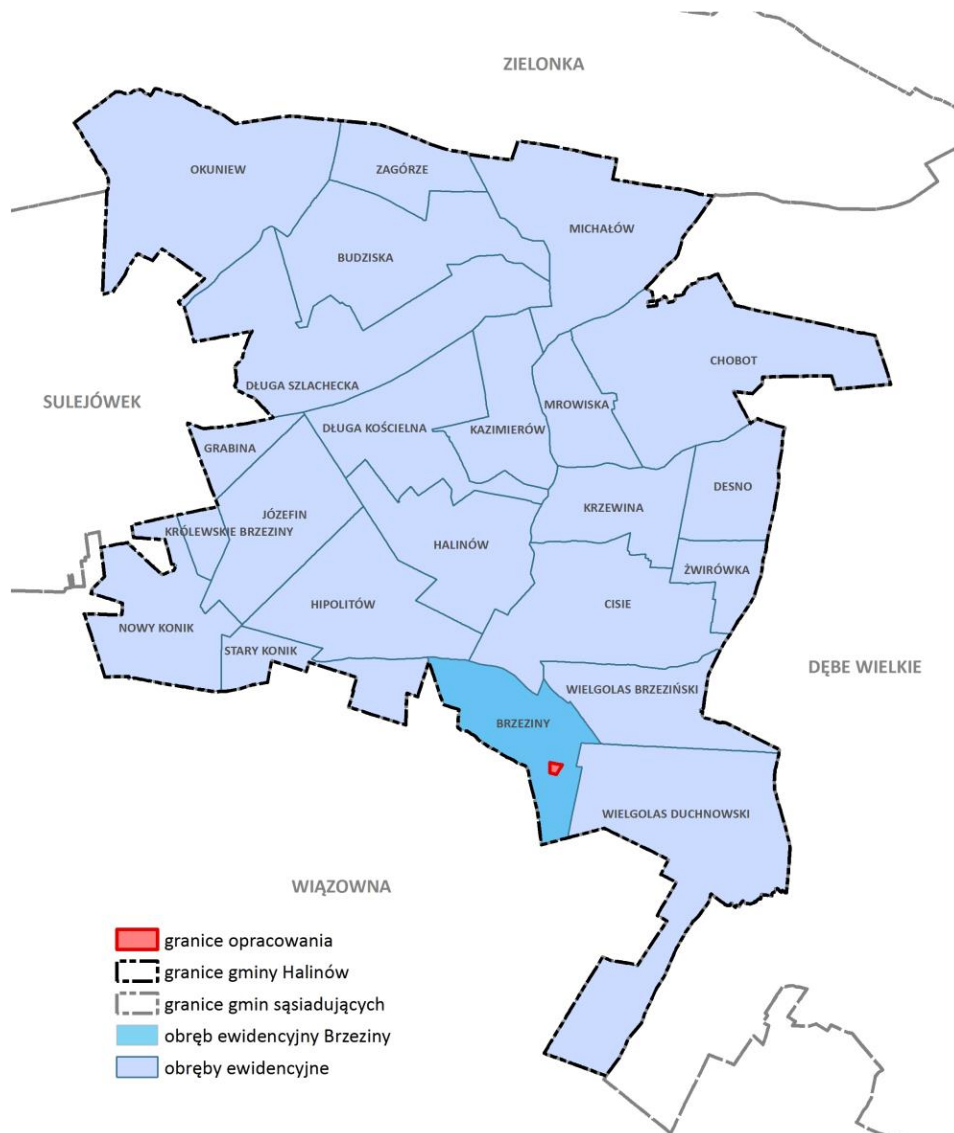 ZIELONKA
OKUNIEW
ZAGÓRZE
MICHAŁÓW
BUDZISKA
CHOBOT
DŁUGA SZLACHECKA
SULEJÓWEK
MROWISKA
DŁUGA KOŚCIELNA
KAZIMIERÓW
GRABINA
DESNO
KRZEWINA
JÓZEFIN
KRÓLEWSKIE BRZEZINY
HALINÓW
ŻWIRÓWKA
HIPOLITÓW
CISIE
NOWY KONIK
STARY KONIK
DĘBE WIELKIE
WIELGOLAS BRZEZIŃSKI
BRZEZINY
WIELGOLAS DUCHNOWSKI
WIĄZOWNA
granice opracowania
granice gminy Halinów
granice gmin sąsiadujących
obręb ewidencyjny Brzeziny
obręby ewidencyjne